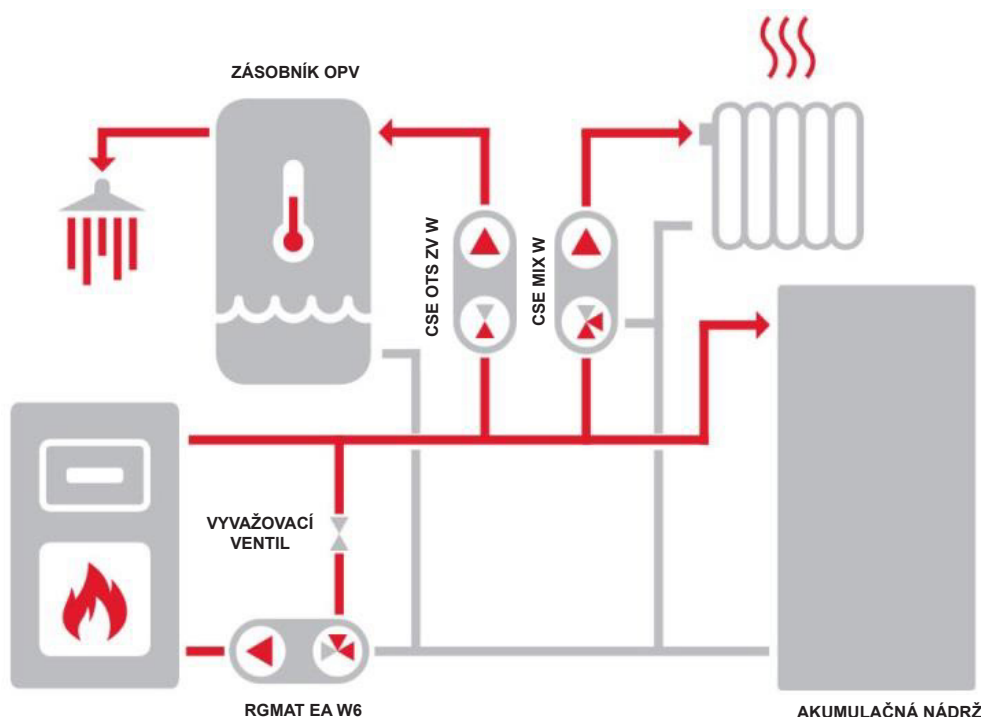 ZÁSOBNÍK OPV
CSE OTS ZV W
CSE MIX W
VYVAŽOVACÍ
VENTIL
RGMAT EA W6
AKUMULAČNÁ NÁDRŽ